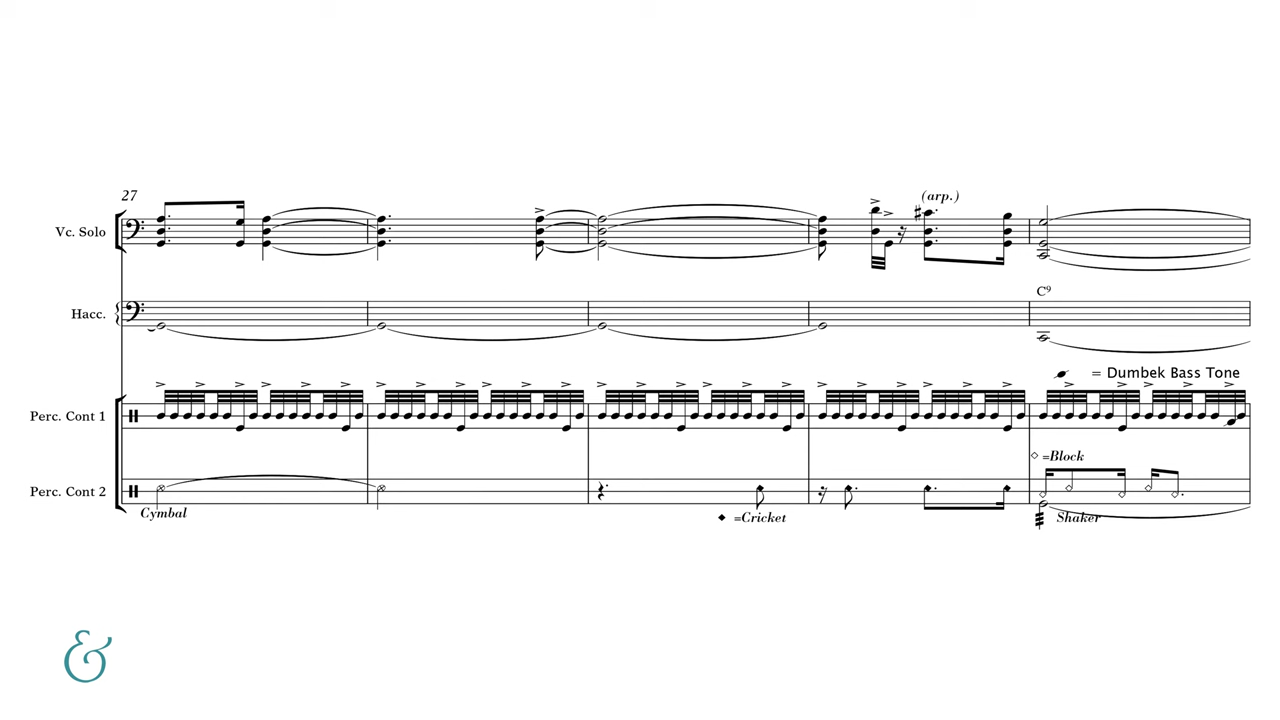 27
(arp.)
Vc. Solo
C9
Hacc.
= Dumbek Bass Tone
Perc. Cont 1
=Block
Perc. Cont 2
Cymbal
=Cricket
Shaker
&